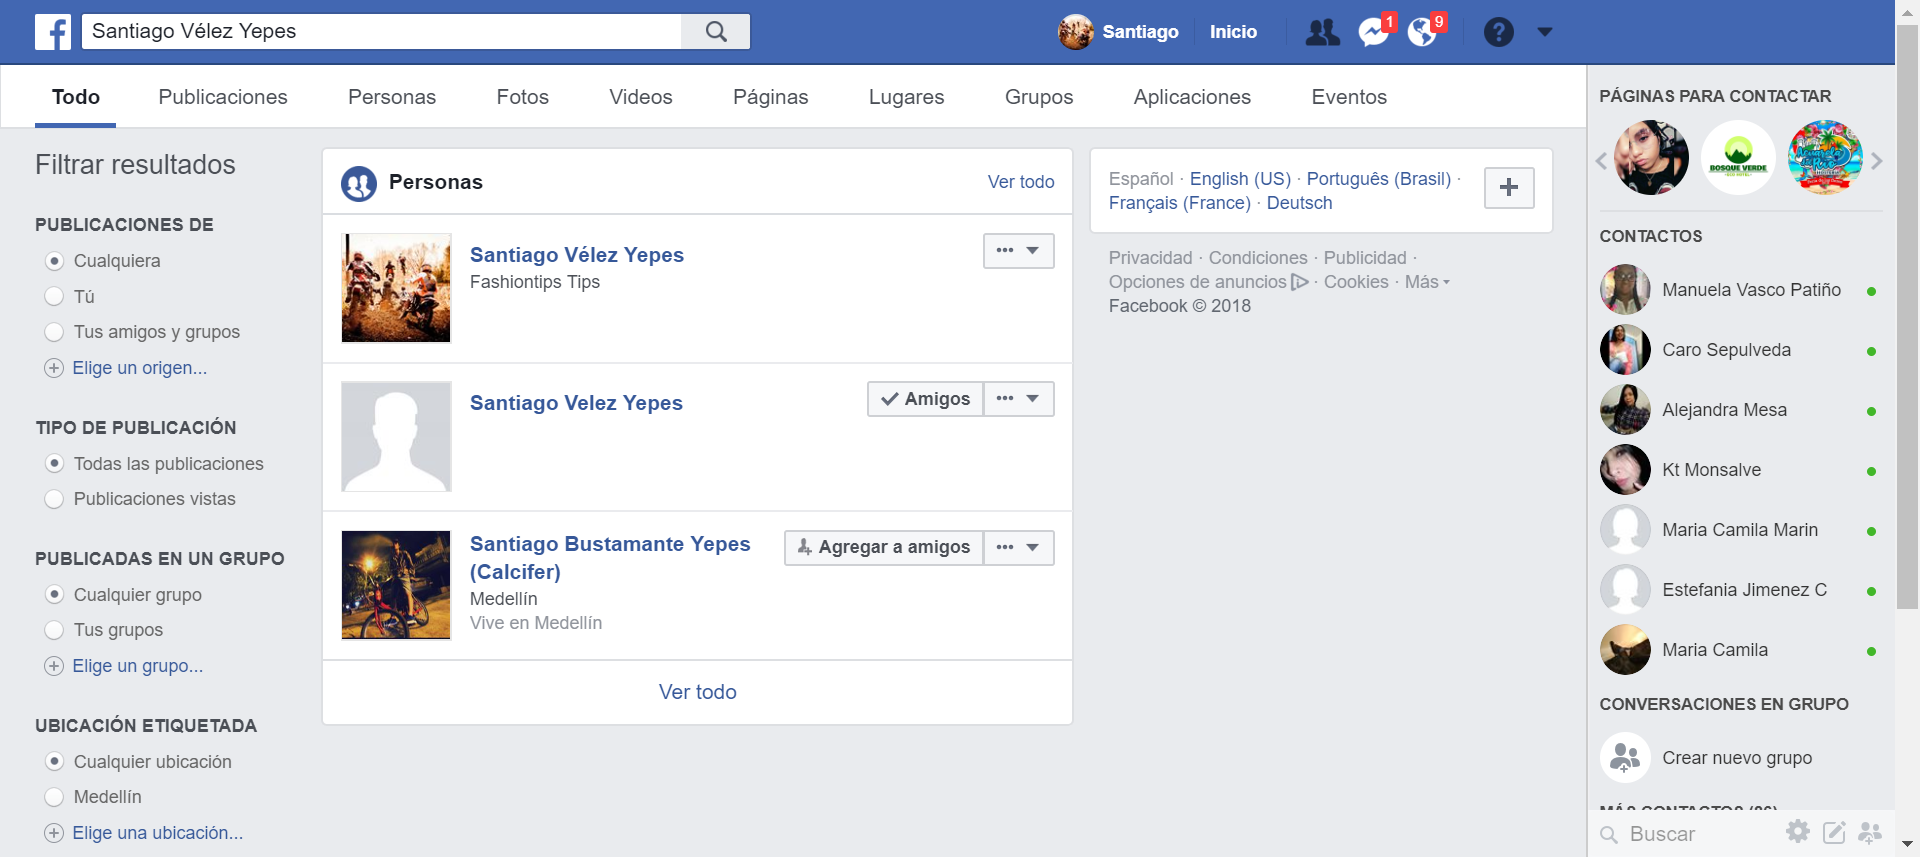 Santiago Vélez Yepes
Santiago
Inicio
1
9
Todo
Publicaciones
Personas
Fotos
Videos
Páginas
Lugares
Grupos
Aplicaciones
Eventos
Filtrar resultados
PUBLICACIONES DE
Cualquiera
Tú
Tus amigos y grupos
Elige un origen...
TIPO DE PUBLICACIÓN
Todas las publicaciones
Publicaciones vistas
PUBLICADAS EN UN GRUPO
Cualquier grupo
Tus grupos
Elige un grupo...
UBICACIÓN ETIQUETADA
Cualquier ubicación
Medellín
Elige una ubicación...
Personas
Ver todo
Santiago Vélez Yepes
Fashiontips Tips
Santiago Velez Yepes
Amigos
Santiago Bustamante Yepes
(Calcifer)
Medellín
Vive en Medellín
Agregar a amigos
Ver todo
Español · English (US) · Português (Brasil) ·
Français (France) · Deutsch
Privacidad · Condiciones · Publicidad ·
Opciones de anuncios · Cookies · Más
Facebook © 2018
PÁGINAS PARA CONTACTAR
BOSQUE VERDE
CONTACTOS
Manuela Vasco Patiño
Caro Sepulveda
Alejandra Mesa
Kt Monsalve
Maria Camila Marin
Estefania Jimenez C
Maria Camila
CONVERSACIONES EN GRUPO
Crear nuevo grupo
MÁS CONTACTOS (86)
Buscar